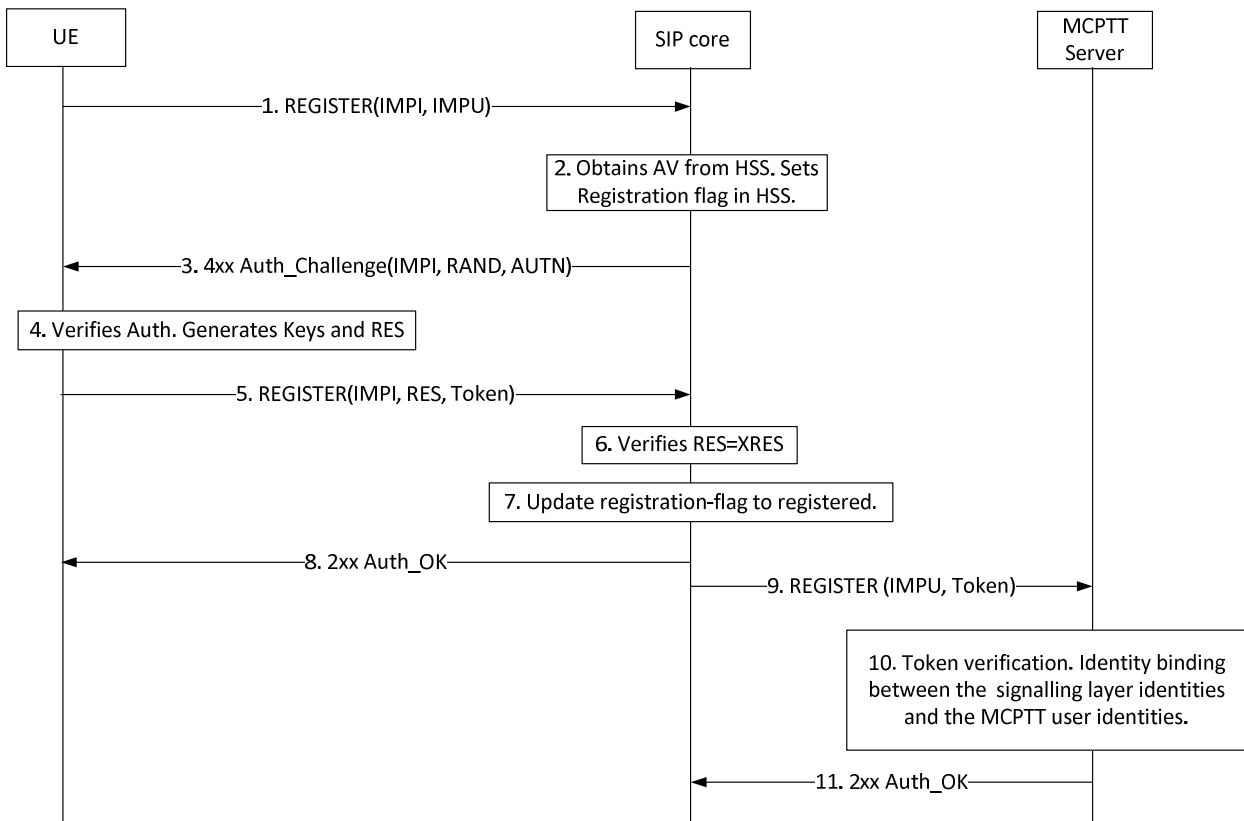 UE
SIP core
MCPTT
Server
1. REGISTER(IMPI, IMPU)
2. Obtains AV from HSS. Sets
Registration flag in HSS.
3. 4xx Auth_Challenge(IMPI, RAND, AUTN)
4. Verifies Auth. Generates Keys and RES
5. REGISTER(IMPI, RES, Token)
6. Verifies RES=XRES
7. Update registration-flag to registered.
8. 2xx Auth_OK
9. REGISTER (IMPU, Token)
10. Token verification. Identity binding
between the signalling layer identities
and the MCPTT user identities.
11. 2xx Auth_OK